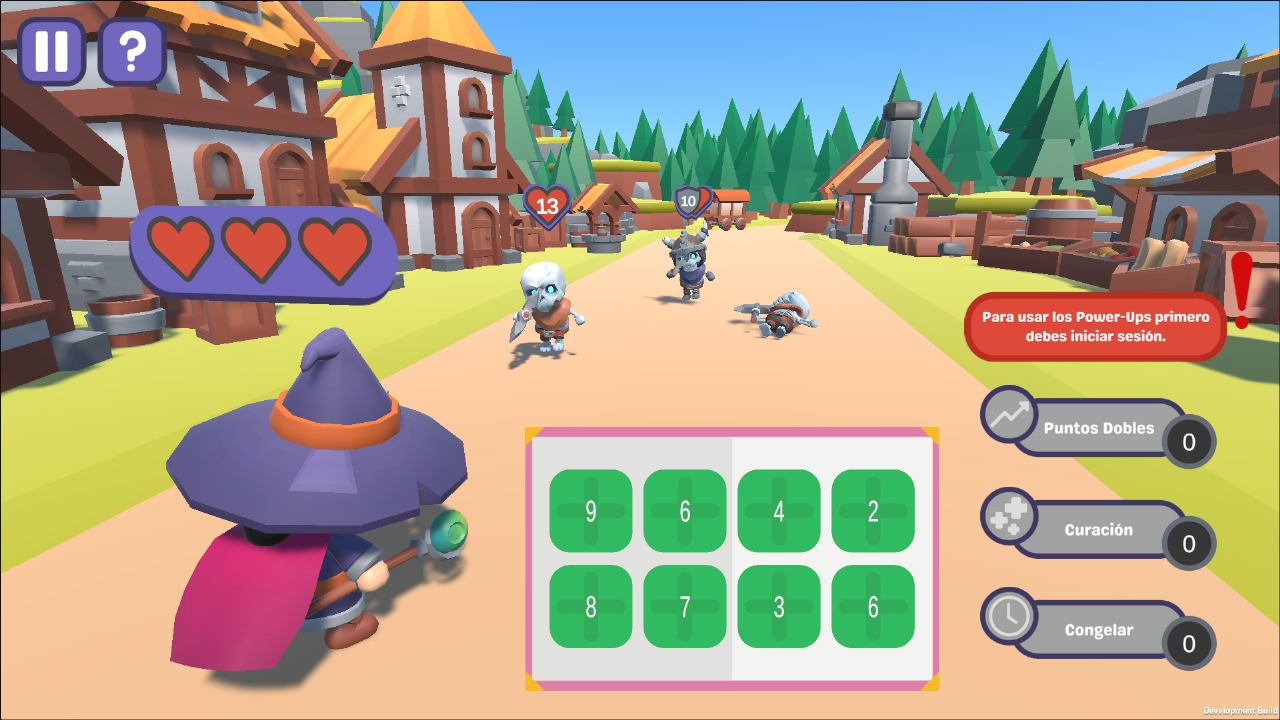 ?
13
10
!
Para usar los Power-Ups primero
debes iniciar sesión.
Puntos Dobles
0
Curación
0
Congelar
0
9 6 4 2
8 7 3 6
Development Build